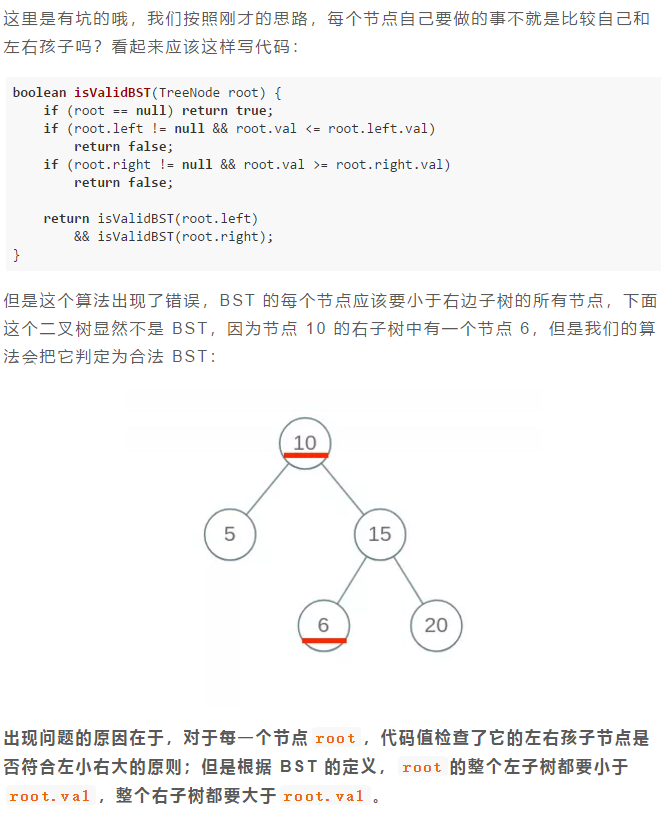 这里是有坑的哦，我们按照刚才的思路，每个节点自己要做的事不就是比较自己和
左右孩子吗？看起来应该这样写代码：
boolean isValidBST(TreeNode root) {
    if (root == null) return true;
    if (root.left != null && root.val <= root.left.val)
        return false;
    if (root.right != null && root.val >= root.right.val)
        return false;
    return isValidBST(root.left)
        && isValidBST(root.right);
}
但是这个算法出现了错误，BST 的每个节点应该要小于右边子树的所有节点，下面
这个二叉树显然不是 BST，因为节点 10 的右子树中有一个节点 6，但是我们的算
法会把它判定为合法 BST：
10
5
15
6
20
出现问题的原因在于，对于每一个节点 root ，代码值检查了它的左右孩子节点是
否符合左小右大的原则；但是根据 BST 的定义， root 的整个左子树都要小于
root.val ，整个右子树都要大于 root.val 。